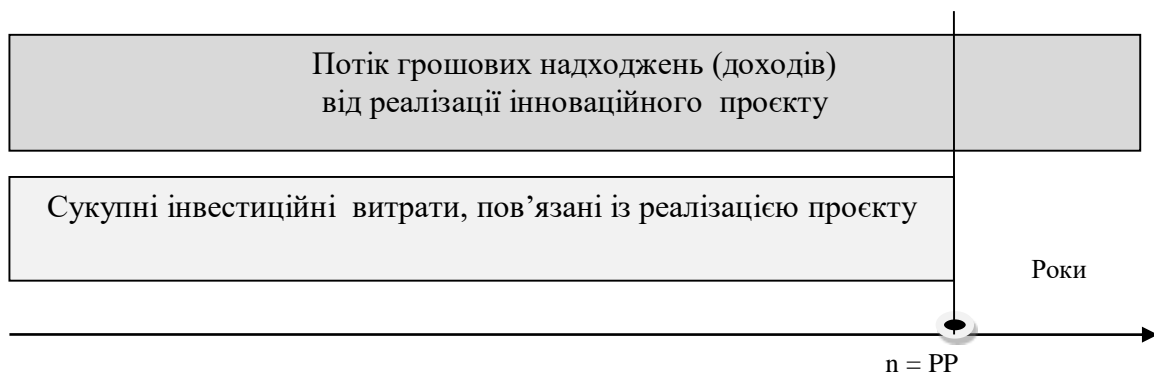 Потік грошових надходжень (доходів)
від реалізації інноваційного проєкту
Сукупні інвестиційні витрати, пов’язані із реалізацією проєкту
Роки
n = PP